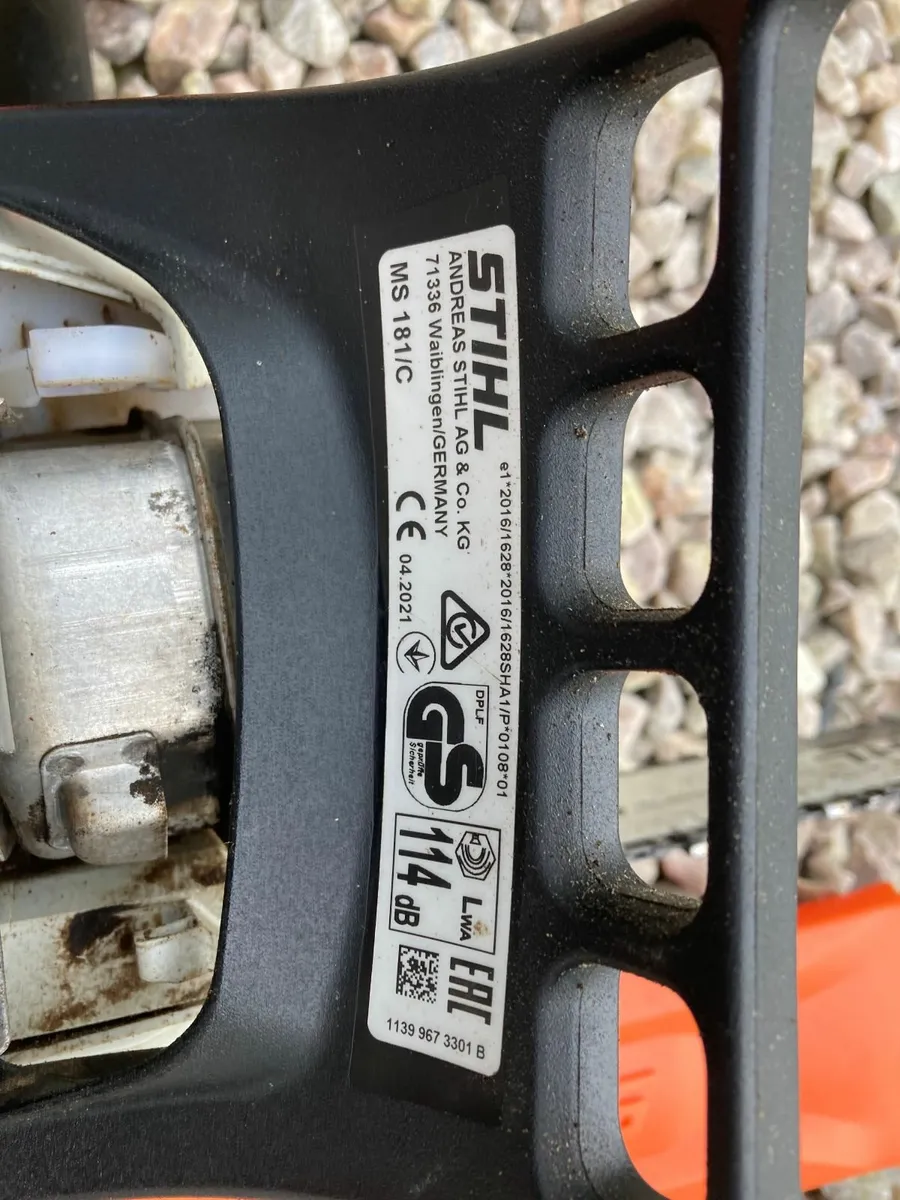 STIHL
e1*2016/1628*2016/1628SHA1/P*0108*01
ANDREAS STIHL AG & Co. KG
71336 Waiblingen/GERMANY
MS 181/C
CE 04.2021
DPLF
GS
geprüfte
Sicherheit
LWA
114 dB
EAC
1139 967 3301 B